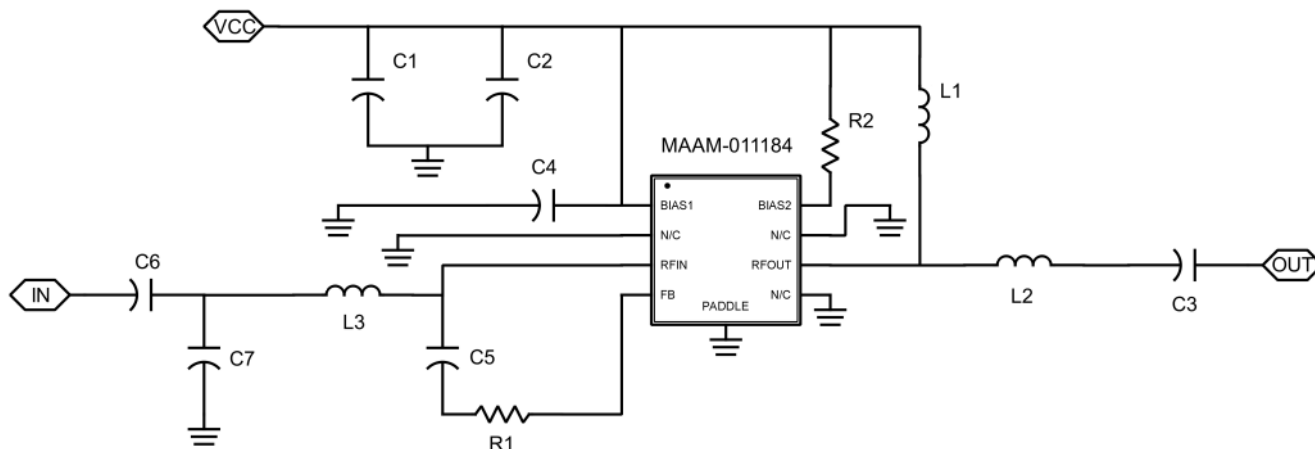 VCC
C1
C2
L1
R2
MAAM-011184
C4
BIAS1
BIAS2
N/C
N/C
C6
RFIN
RFOUT
IN
OUT
FB
N/C
L3
PADDLE
L2
C3
C7
C5
R1